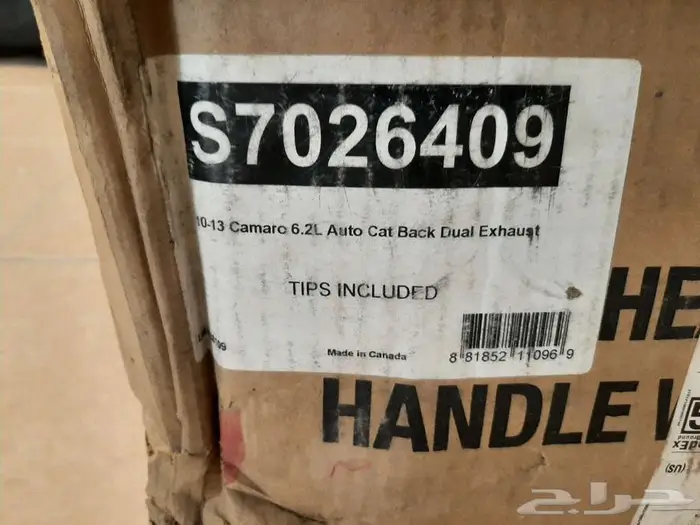 S7026409
10-13 Camaro 6.2L Auto Cat Back Dual Exhaust
TIPS INCLUDED
Made in Canada
8 81852 11096 9
HE
HANDLE
(US)
حراج